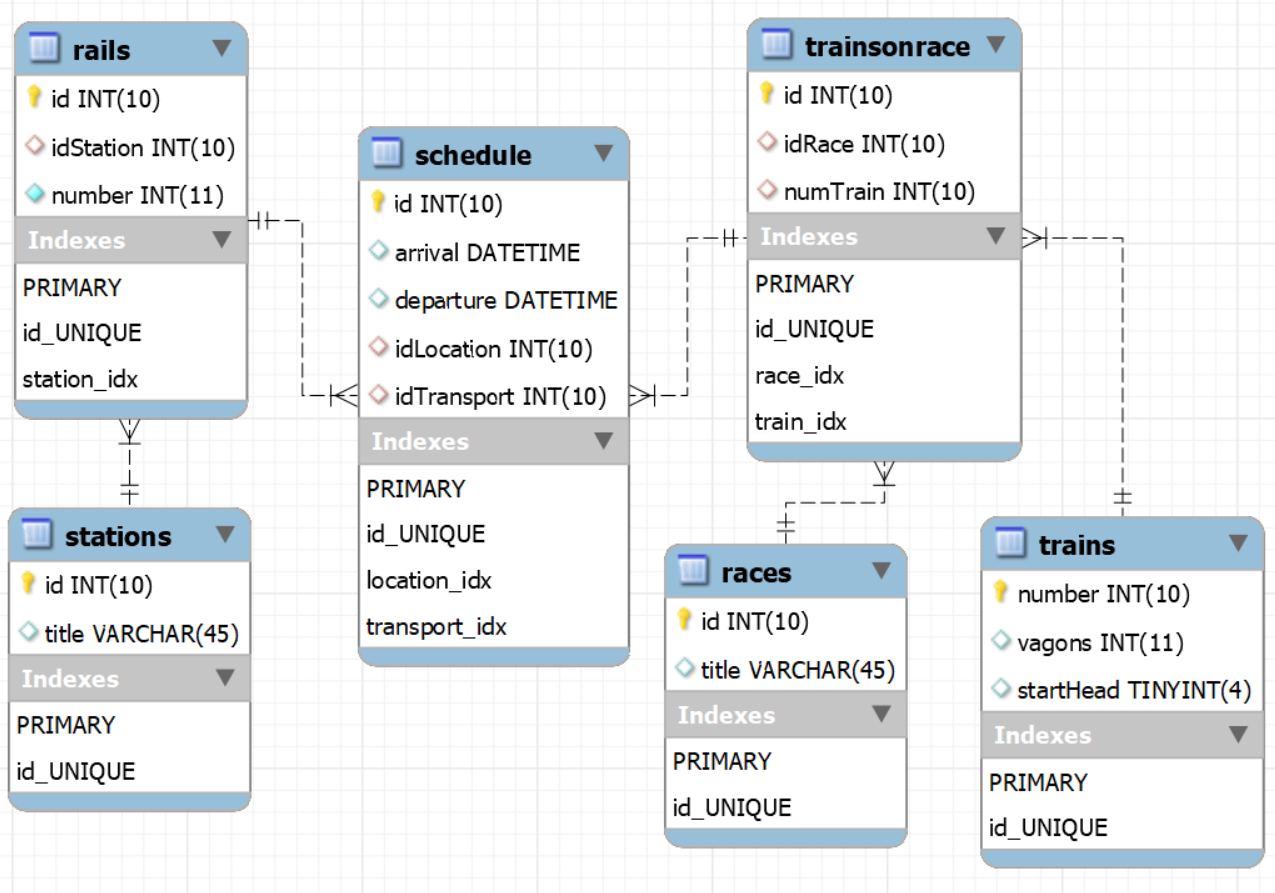 rails
id INT(10)
idStation INT(10)
number INT(11)
Indexes
PRIMARY
id_UNIQUE
station_idx
stations
id INT(10)
title VARCHAR(45)
Indexes
PRIMARY
id_UNIQUE
schedule
id INT(10)
arrival DATETIME
departure DATETIME
idLocation INT(10)
idTransport INT(10)
Indexes
PRIMARY
id_UNIQUE
location_idx
transport_idx
trainsonrace
id INT(10)
idRace INT(10)
numTrain INT(10)
Indexes
PRIMARY
id_UNIQUE
race_idx
train_idx
races
id INT(10)
title VARCHAR(45)
Indexes
PRIMARY
id_UNIQUE
trains
number INT(10)
vagons INT(11)
startHead TINYINT(4)
Indexes
PRIMARY
id_UNIQUE